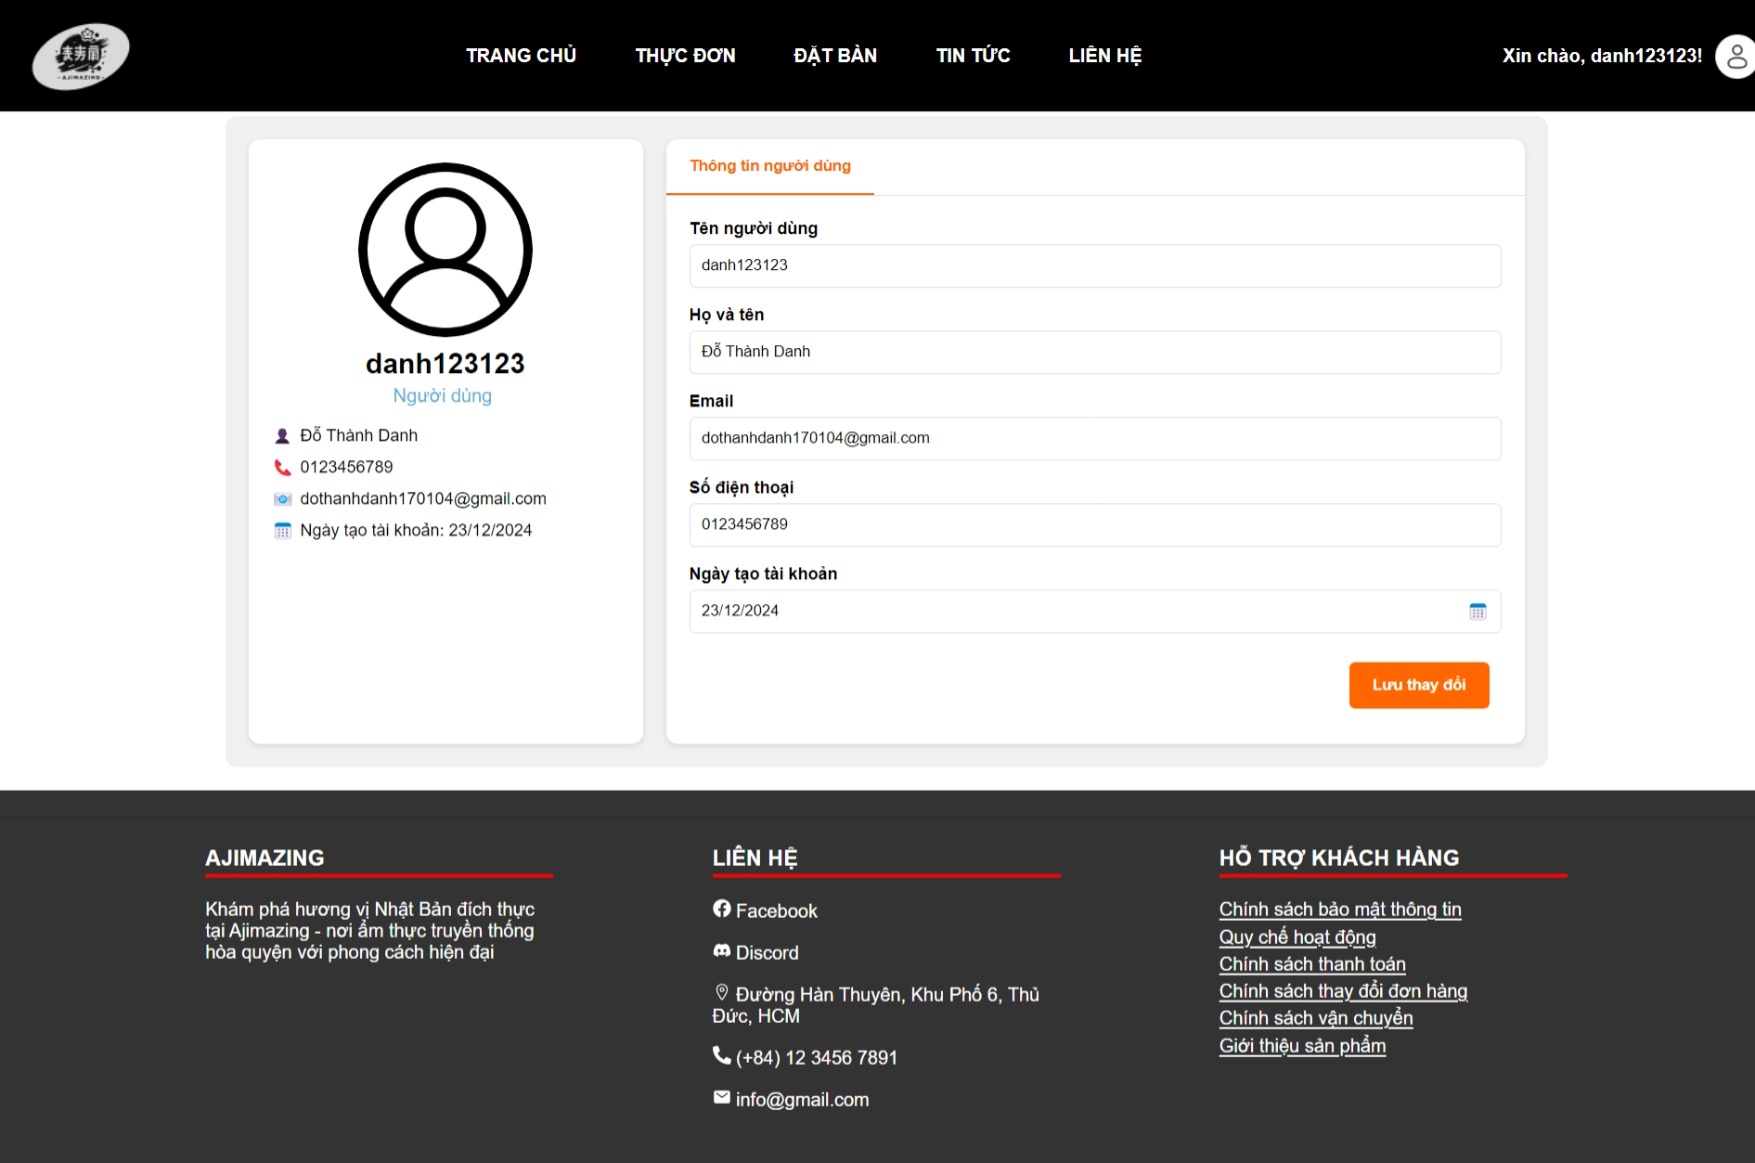 - AJIMAZING -
TRANG CHỦ
THỰC ĐƠN
ĐẶT BÀN
TIN TỨC
LIÊN HỆ
Xin chào, danh123123!
danh123123
Người dùng
Đỗ Thành Danh
0123456789
dothanhdanh170104@gmail.com
Ngày tạo tài khoản: 23/12/2024
Thông tin người dùng
Tên người dùng
danh123123
Họ và tên
Đỗ Thành Danh
Email
dothanhdanh170104@gmail.com
Số điện thoại
0123456789
Ngày tạo tài khoản
23/12/2024
Lưu thay đổi
AJIMAZING
Khám phá hương vị Nhật Bản đích thực
tại Ajimazing - nơi ẩm thực truyền thống
hòa quyện với phong cách hiện đại
LIÊN HỆ
Facebook
Discord
Đường Hàn Thuyên, Khu Phố 6, Thủ
Đức, HCM
(+84) 12 3456 7891
info@gmail.com
HỖ TRỢ KHÁCH HÀNG
Chính sách bảo mật thông tin
Quy chế hoạt động
Chính sách thanh toán
Chính sách thay đổi đơn hàng
Chính sách vận chuyển
Giới thiệu sản phẩm